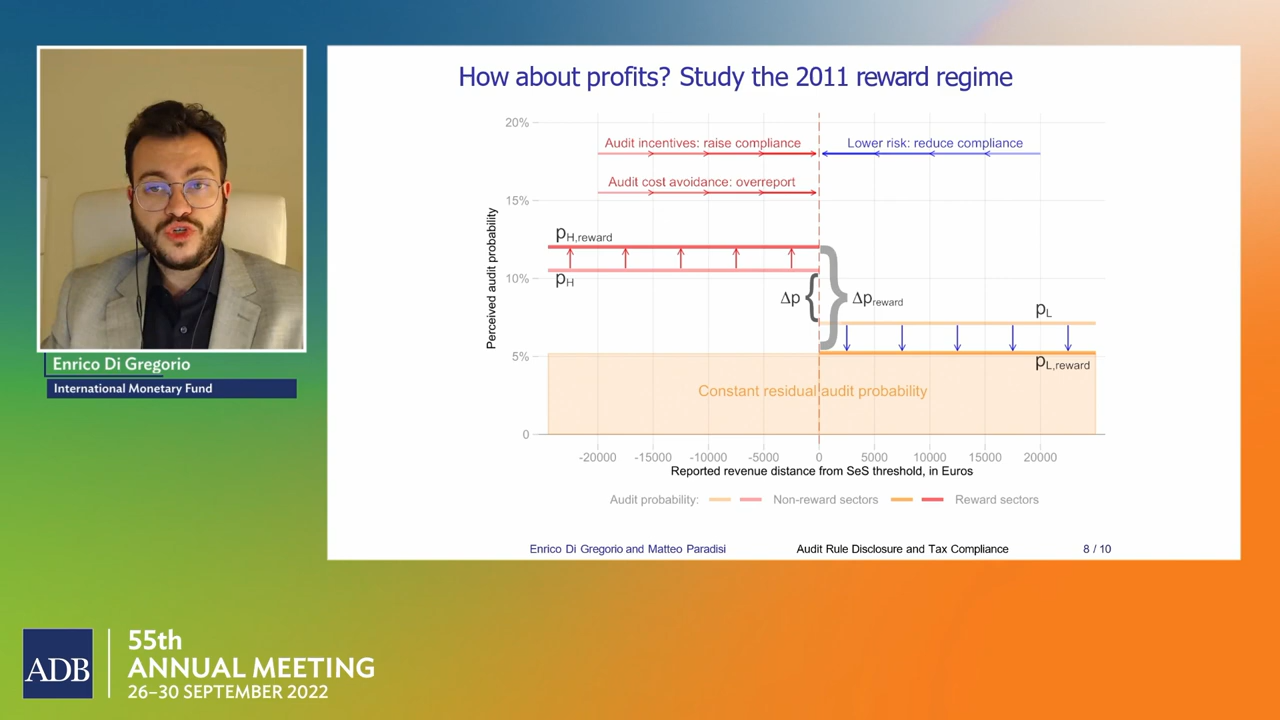 How about profits? Study the 2011 reward regime
20%
15%
10%
5%
0
Perceived audit probability
Audit incentives: raise compliance
Lower risk: reduce compliance
Audit cost avoidance: overreport
pH,reward
pH
Δp
Δpreward
pL
pL,reward
Constant residual audit probability
-20000 -15000 -10000 -5000 0 5000 10000 15000 20000
Reported revenue distance from SeS threshold, in Euros
Audit probability: Non-reward sectors Reward sectors
Enrico Di Gregorio and Matteo Paradisi Audit Rule Disclosure and Tax Compliance 8 / 10
Enrico Di Gregorio
International Monetary Fund
ADB
55th
ANNUAL MEETING
26–30 SEPTEMBER 2022